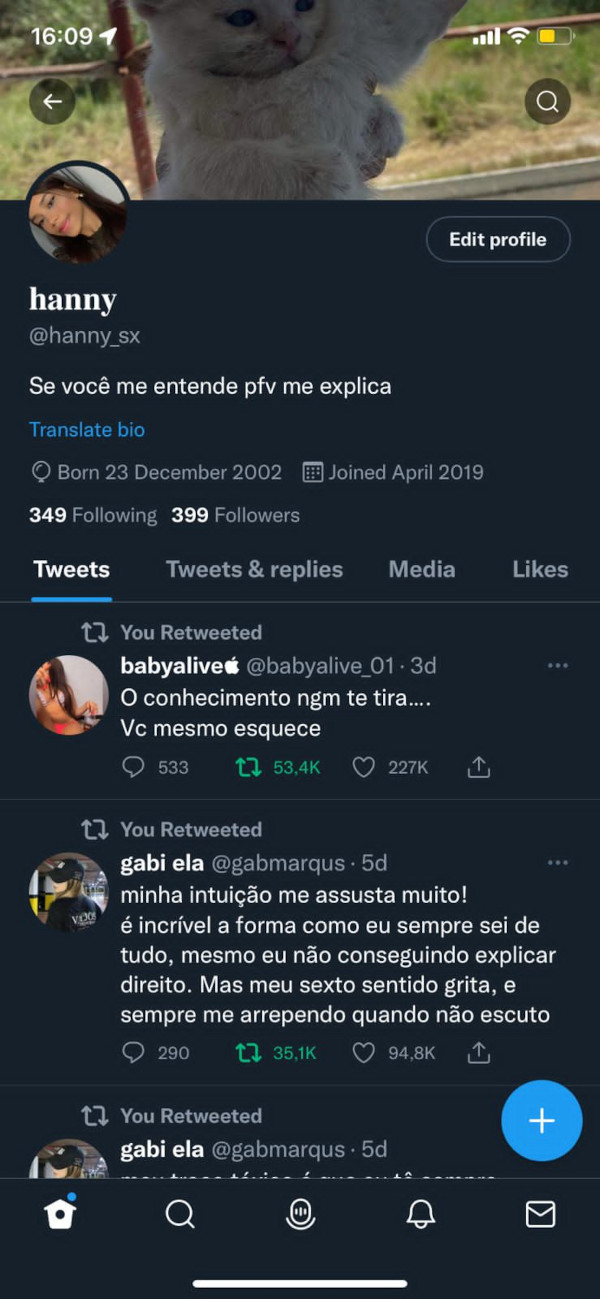 16:09
Edit profile
hanny
@hanny_sx
Se você me entende pfv me explica
Translate bio
Born 23 December 2002 Joined April 2019
349 Following 399 Followers
Tweets Tweets & replies Media Likes
You Retweeted
babyalive @babyalive_01 · 3d
O conhecimento ngm te tira....
Vc mesmo esquece
533 53,4K 227K
You Retweeted
gabi ela @gabmarqus · 5d
minha intuição me assusta muito!
é incrível a forma como eu sempre sei de
tudo, mesmo eu não conseguindo explicar
direito. Mas meu sexto sentido grita, e
sempre me arrependo quando não escuto
290 35,1K 94,8K
You Retweeted
gabi ela @gabmarqus · 5d